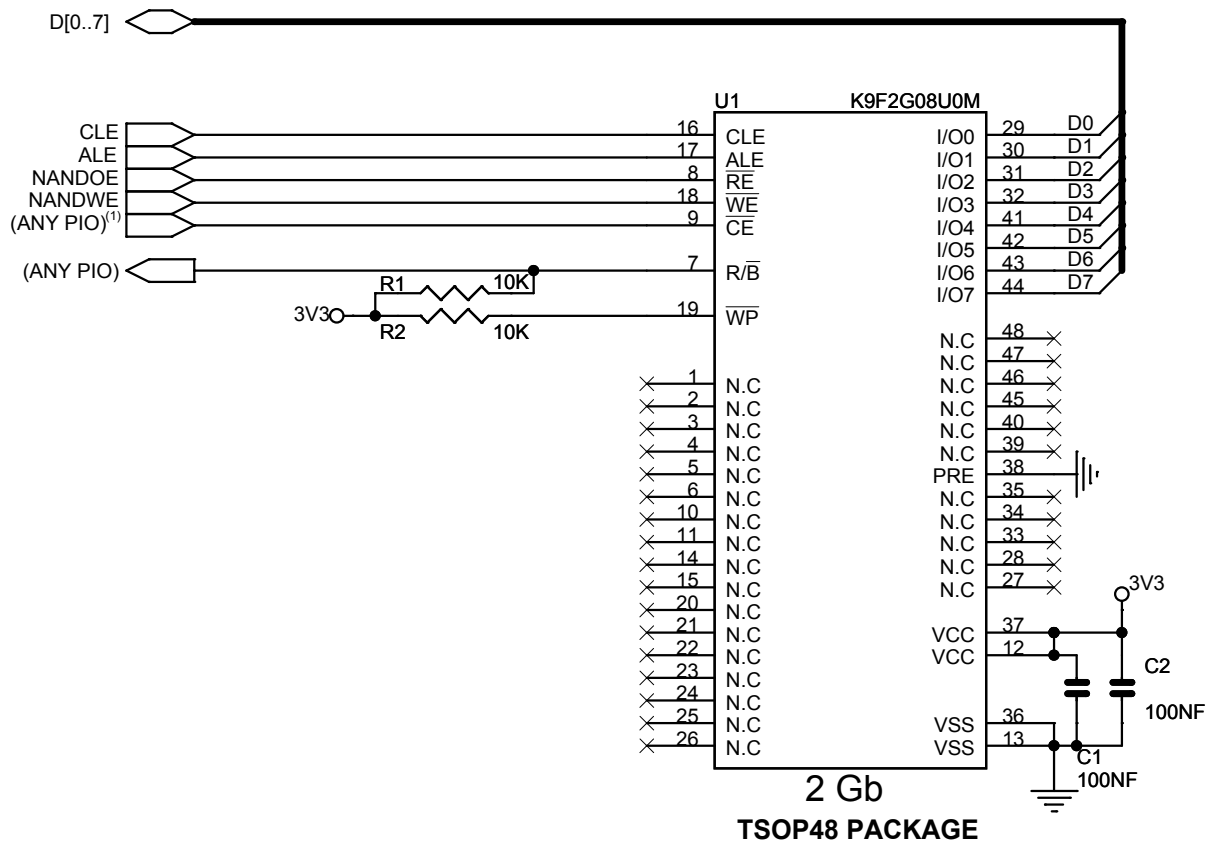 D[0..7]
U1 K9F2G08U0M
CLE 16 CLE I/O0 29 D0
ALE 17 ALE I/O1 30 D1
NANDOE 8 RE I/O2 31 D2
NANDWE 18 WE I/O3 32 D3
(ANY PIO)(1) 9 CE I/O4 41 D4
I/O5 42 D5
(ANY PIO) 7 R/B I/O6 43 D6
R1 10K I/O7 44 D7
3V3 19 WP
R2 10K
N.C 48
N.C 47
1 N.C N.C 46
2 N.C N.C 45
3 N.C N.C 40
4 N.C N.C 39
5 N.C PRE 38
6 N.C N.C 35
10 N.C N.C 34
11 N.C N.C 33
14 N.C N.C 28
15 N.C N.C 27
3V3
20 N.C
21 N.C VCC 37
22 N.C VCC 12
23 N.C C2
24 N.C 100NF
25 N.C VSS 36
26 N.C VSS 13
C1
100NF
2 Gb
TSOP48 PACKAGE